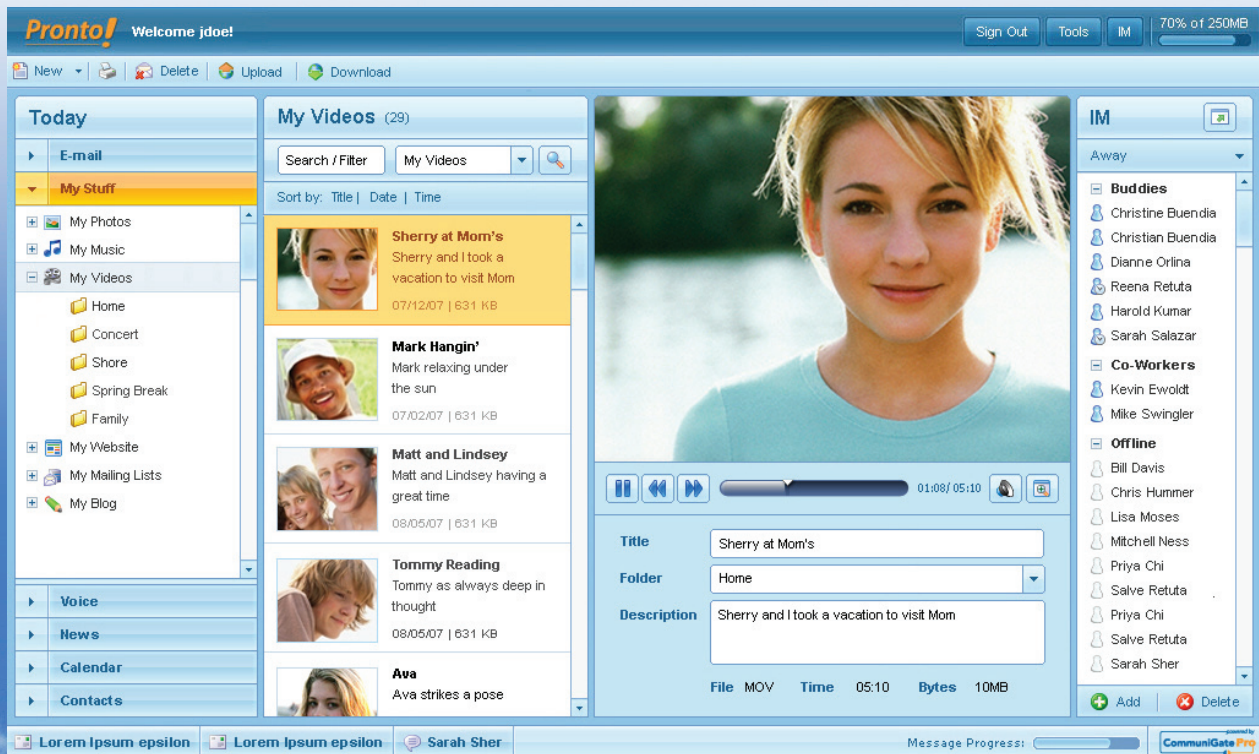 Pronto! Welcome jdoe!
Sign Out Tools IM 70% of 250MB
New Delete Upload Download
Today
E-mail
My Stuff
My Photos
My Music
My Videos
Home
Concert
Shore
Spring Break
Family
My Website
My Mailing Lists
My Blog
Voice
News
Calendar
Contacts
My Videos (29)
Search / Filter My Videos
Sort by: Title | Date | Time
Sherry at Mom's
Sherry and I took a
vacation to visit Mom
07/12/07 | 631 KB
Mark Hangin'
Mark relaxing under
the sun
07/02/07 | 631 KB
Matt and Lindsey
Matt and Lindsey having a
great time
08/05/07 | 631 KB
Tommy Reading
Tommy as always deep in
thought
08/05/07 | 631 KB
Ava
Ava strikes a pose
01:08/ 05:10
Title Sherry at Mom's
Folder Home
Description Sherry and I took a vacation to visit Mom
File MOV Time 05:10 Bytes 10MB
IM
Away
Buddies
Christine Buendia
Christian Buendia
Dianne Orlina
Reena Retuta
Harold Kumar
Sarah Salazar
Co-Workers
Kevin Ewoldt
Mike Swingler
Offline
Bill Davis
Chris Hummer
Lisa Moses
Mitchell Ness
Priya Chi
Salve Retuta
Priya Chi
Salve Retuta
Sarah Sher
Add Delete
Lorem Ipsum epsilon Lorem Ipsum epsilon Sarah Sher Message Progress:
powered by
CommuniGate Pro